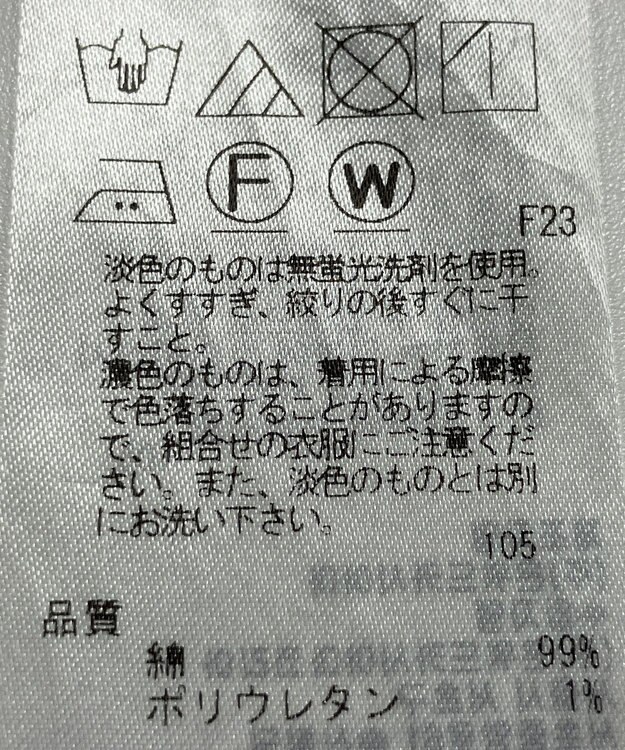 F
W
F23
淡色のものは無蛍光洗剤を使用。
よくすすぎ、絞りの後すぐに干
すこと。
濃色のものは、着用による摩擦
で色落ちすることがありますの
で、組合せの衣服にご注意くだ
さい。また、淡色のものとは別
にお洗い下さい。
105
品質
綿 99%
ポリウレタン 1%